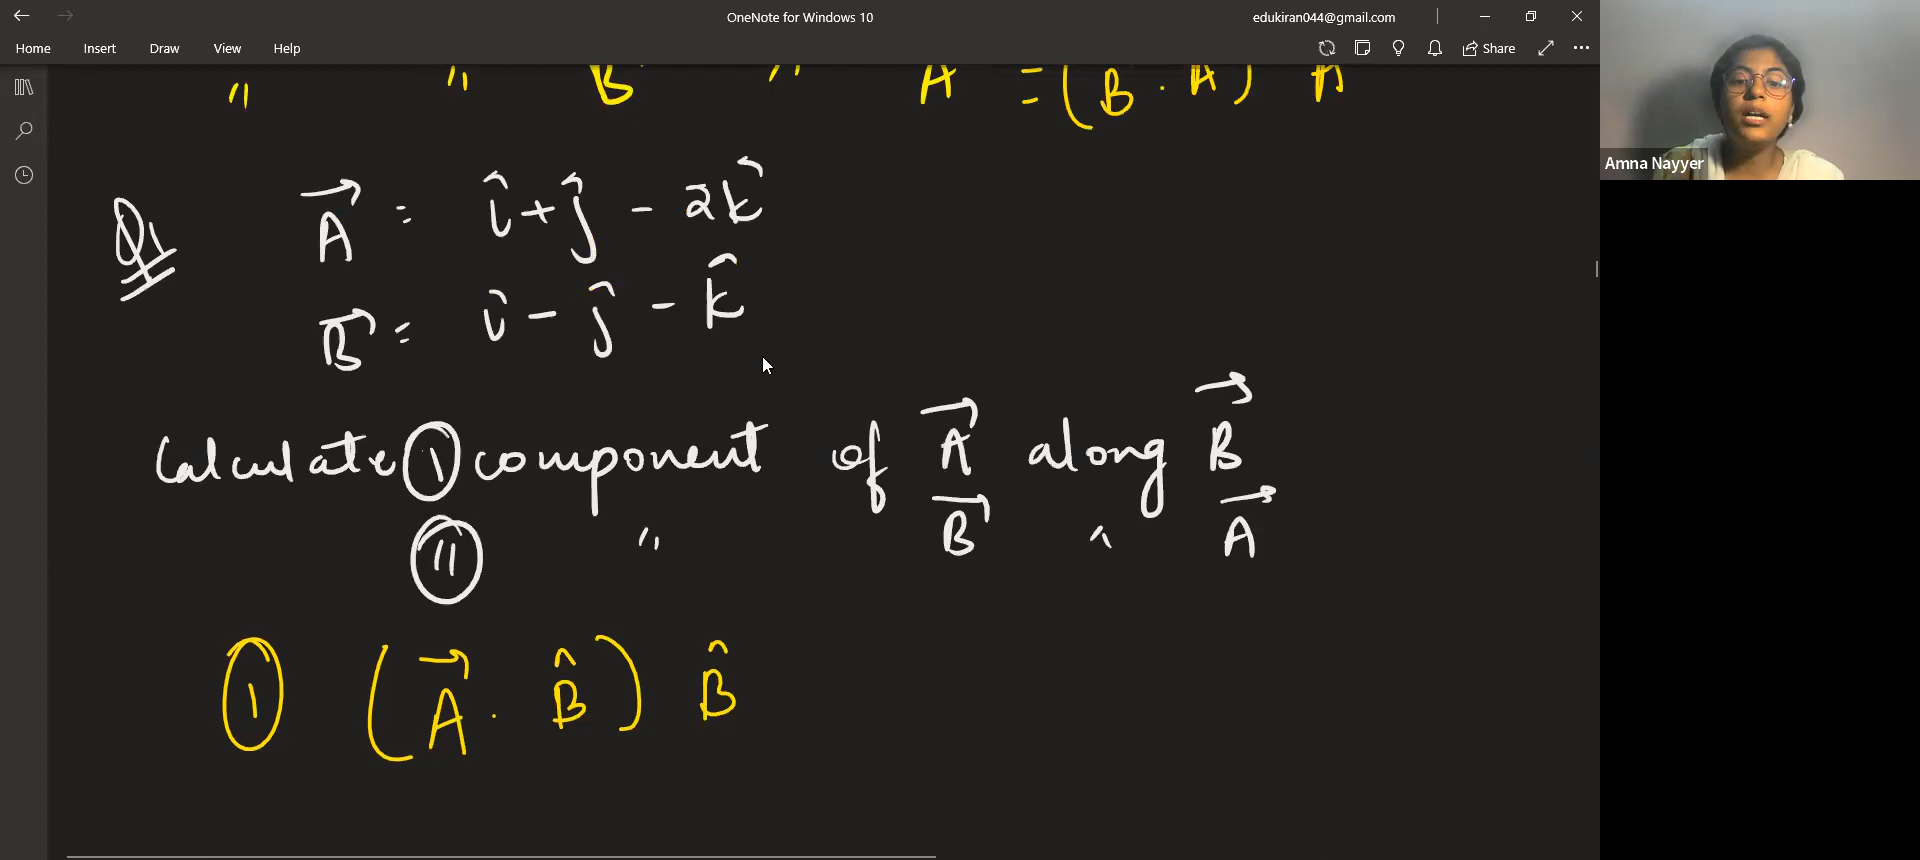 OneNote for Windows 10
edukiran044@gmail.com
Home Insert Draw View Help
Share
" " B " A = (B . A) A
Amna Nayyer
Q1 A⃗ = î + ĵ - 2k̂
B⃗ = î - ĵ - k̂
Calculate (I) component of A⃗ along B⃗
(II) " B⃗ " A⃗
(I) (A⃗ . B̂) B̂